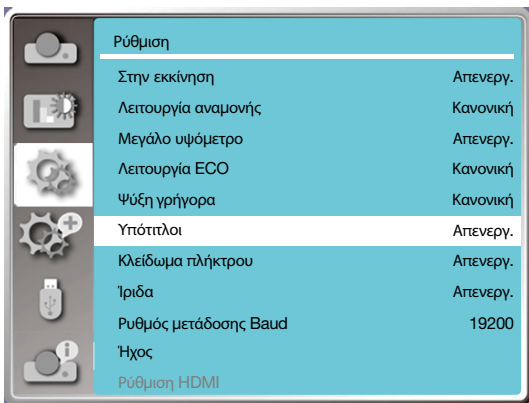 Ρύθμιση
Στην εκκίνηση Απενεργ.
Λειτουργία αναμονής Κανονική
Μεγάλο υψόμετρο Απενεργ.
Λειτουργία ECO Κανονική
Ψύξη γρήγορα Κανονική
Υπότιτλοι Απενεργ.
Κλείδωμα πλήκτρου Απενεργ.
Ίριδα Απενεργ.
Ρυθμός μετάδοσης Baud 19200
Ήχος
Ρύθμιση HDMI